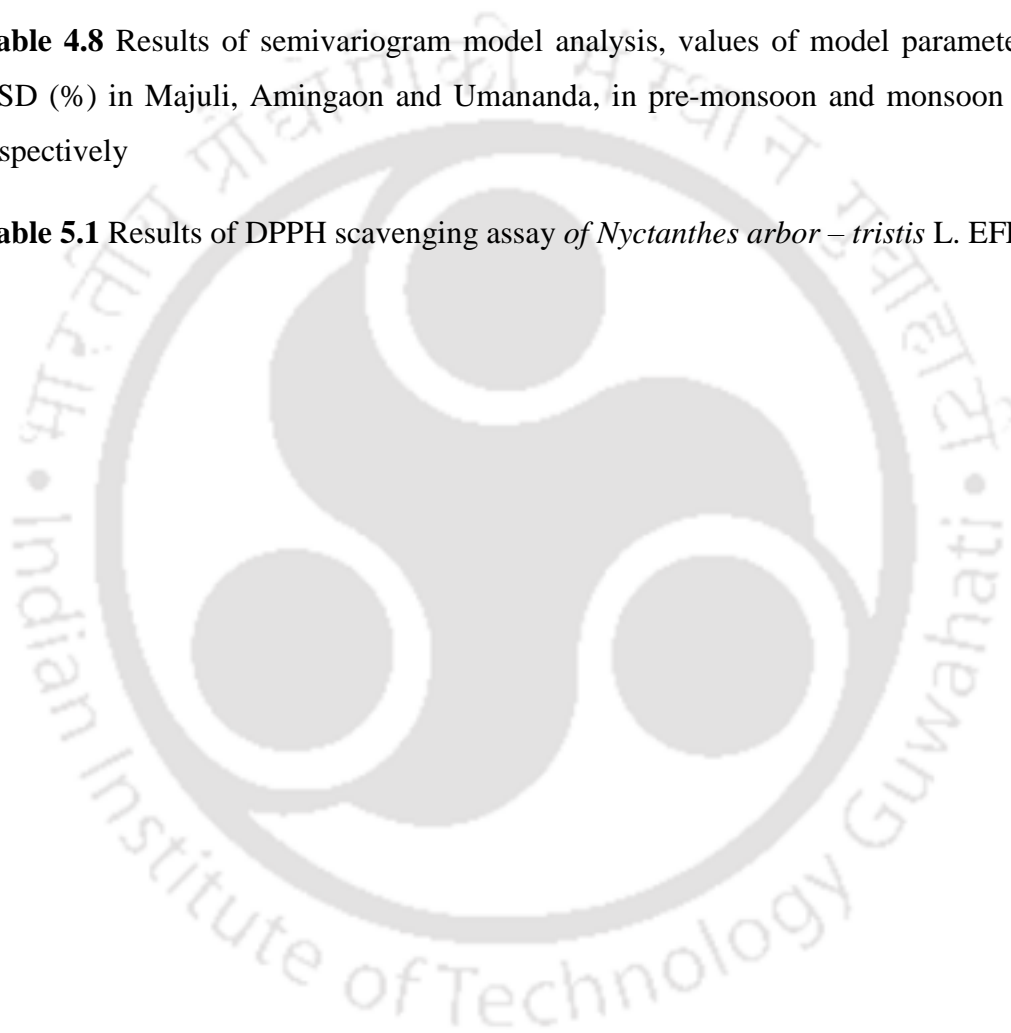 able 4.8 Results of semivariogram model analysis, values of model paramete
SD (%) in Majuli, Amingaon and Umananda, in pre-monsoon and monsoon
spectively
able 5.1 Results of DPPH scavenging assay of Nyctanthes arbor – tristis L. EF
भारतीय प्रौद्योगिकी संस्थान गुवाहाटी
• Indian Institute of Technology Guwahati •